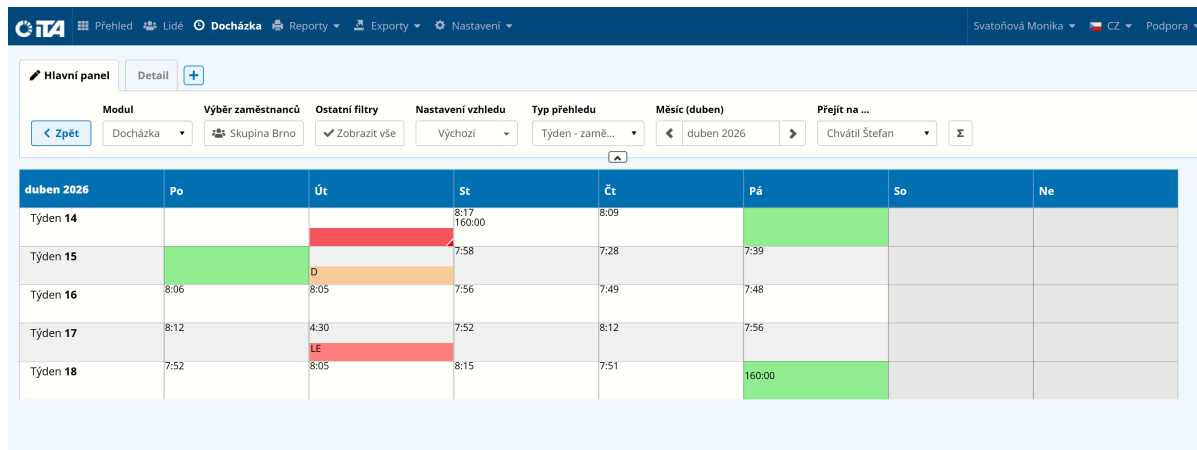 ITA Přehled Lidé Docházka Reporty Exporty Nastavení Svatoňová Monika CZ Podpora
Hlavní panel Detail +
Modul Výběr zaměstnanců Ostatní filtry Nastavení vzhledu Typ přehledu Měsíc (duben) Přejít na ...
Zpět Docházka Skupina Brno Zobrazit vše Výchozí Týden - zamě... duben 2026 Chvátil Štefan Σ
duben 2026 Po Út St Čt Pá So Ne
Týden 14 8:17 8:09
160:00
Týden 15 7:58 7:28 7:39
D
Týden 16 8:06 8:05 7:56 7:49 7:48
Týden 17 8:12 4:30 7:52 8:12 7:56
LE
Týden 18 7:52 8:05 8:15 7:51
160:00